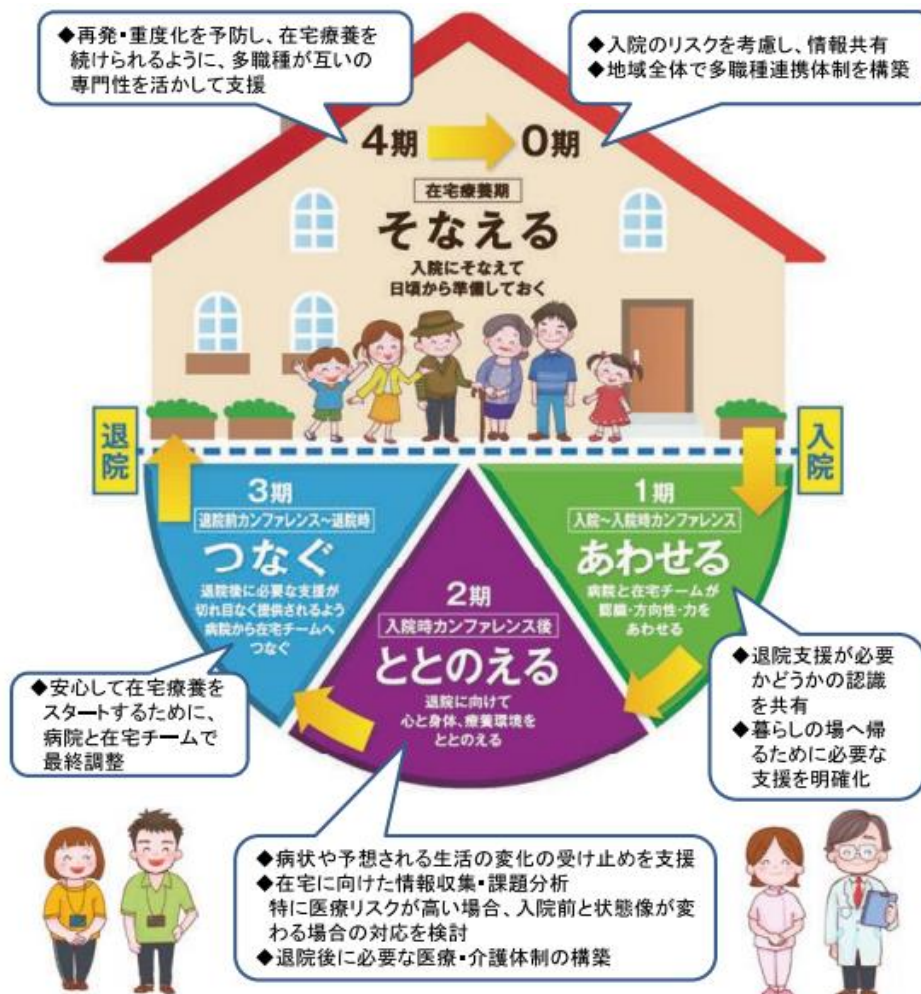 ◆再発・重度化を予防し、在宅療養を
続けられるように、多職種が互いの
専門性を活かして支援
◆入院のリスクを考慮し、情報共有
◆地域全体で多職種連携体制を構築
4期
0期
在宅療養期
そなえる
入院にそなえて
日頃から準備しておく
退院
入院
3期
退院前カンファレンス~退院時
つなぐ
退院後に必要な支援が
切れ目なく提供されるよう
病院から在宅チームへ
つなぐ
2期
入院時カンファレンス後
ととのえる
退院に向けて
心と身体、療養環境を
ととのえる
1期
入院~入院時カンファレンス
あわせる
病院と在宅チームが
認識・方向性・力を
あわせる
◆安心して在宅療養を
スタートするために、
病院と在宅チームで
最終調整
◆退院支援が必要
かどうかの認識
を共有
◆暮らしの場へ帰
るために必要な
支援を明確化
◆病状や予想される生活の変化の受け止めを支援
◆在宅に向けた情報収集・課題分析
特に医療リスクが高い場合、入院前と状態像が変
わる場合の対応を検討
◆退院後に必要な医療・介護体制の構築